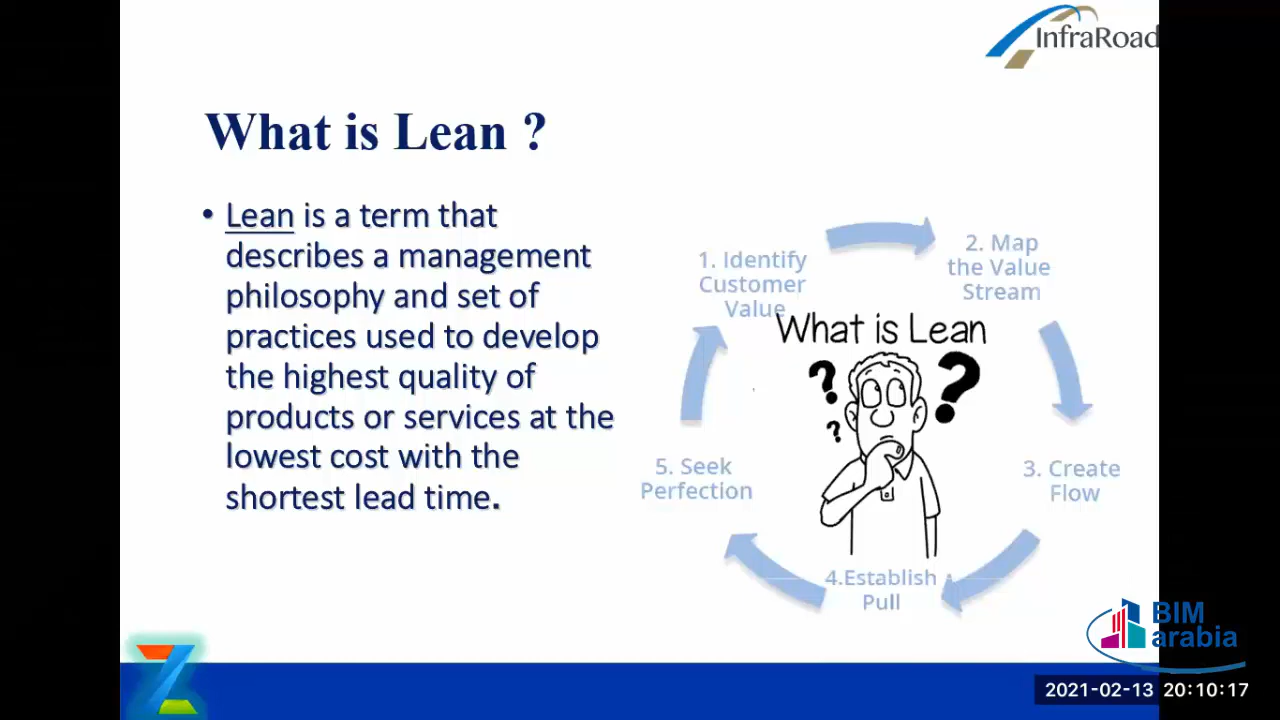 InfraRoad
What is Lean ?
• Lean is a term that
describes a management
philosophy and set of
practices used to develop
the highest quality of
products or services at the
lowest cost with the
shortest lead time.
1. Identify
Customer
Value
2. Map
the Value
Stream
What is Lean
? ? ?
3. Create
Flow
4.Establish
Pull
5. Seek
Perfection
BIM
arabia
Z
2021-02-13 20:10:17